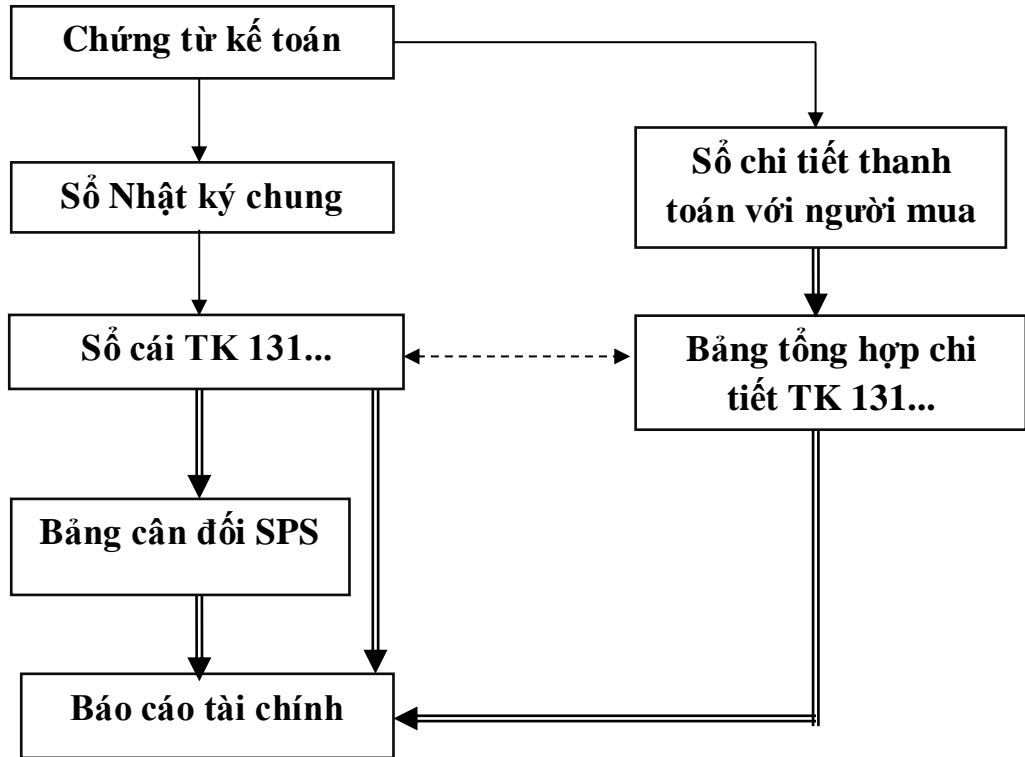 Chứng từ kế toán
Sổ Nhật ký chung
Sổ chi tiết thanh
toán với người mua
Sổ cái TK 131...
Bảng tổng hợp chi
tiết TK 131...
Bảng cân đối SPS
Báo cáo tài chính